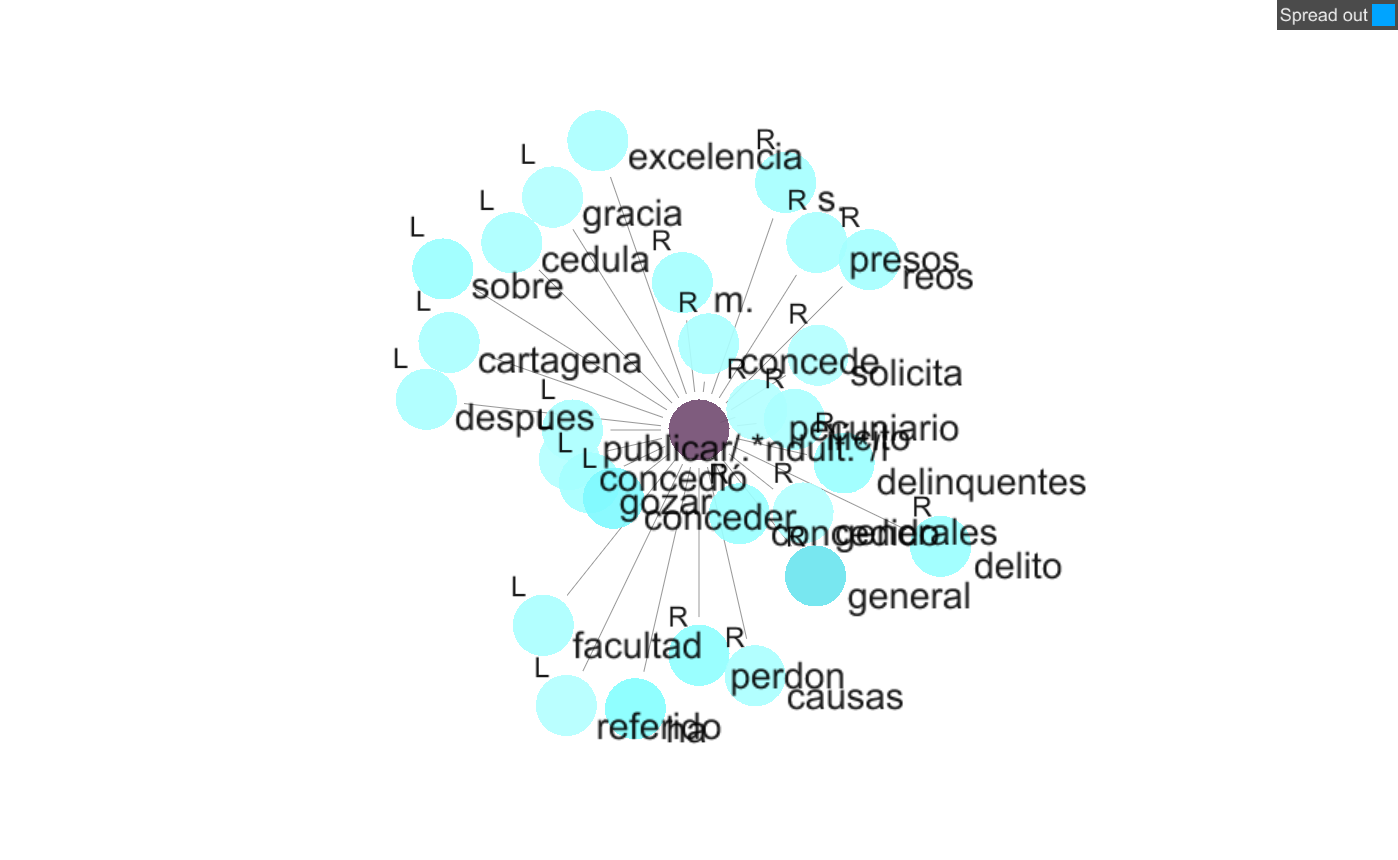 Spread out
R
excelencia
L
R s.
gracia
L
R
L
R
cedula
presos
reos
sobre
L
R m.
R
cartagena
concede
solicita
L
R
R
L
despues
pecuniario
R
L
publicar/.*nduit.*/i
concedió
L
L
R
R
delinquentes
gozar
conceder
R
concedido
generales
R
delito
general
L
R
facultad
R
L
perdon
causas
referido
ha